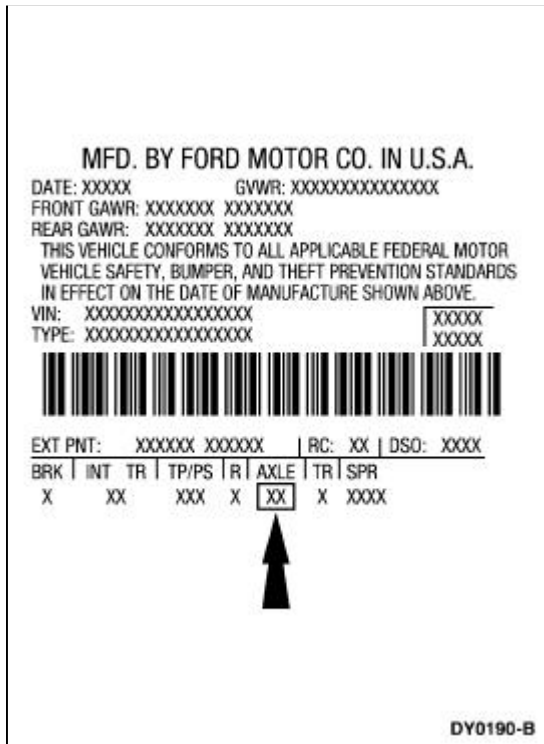 MFD. BY FORD MOTOR CO. IN U.S.A.
DATE: XXXXX GVWR: XXXXXXXXXXXXXXX
FRONT GAWR: XXXXXXX XXXXXXX
REAR GAWR: XXXXXXX XXXXXXX
THIS VEHICLE CONFORMS TO ALL APPLICABLE FEDERAL MOTOR
VEHICLE SAFETY, BUMPER, AND THEFT PREVENTION STANDARDS
IN EFFECT ON THE DATE OF MANUFACTURE SHOWN ABOVE.
VIN: XXXXXXXXXXXXXXXXX XXXXX
TYPE: XXXXXXXXXXXXXXXXX XXXXX
EXT PNT: XXXXXX XXXXXX RC: XX DSO: XXXX
BRK INT TR TP/PS R AXLE TR SPR
X XX XXX X XX X XXXX
DY0190-B